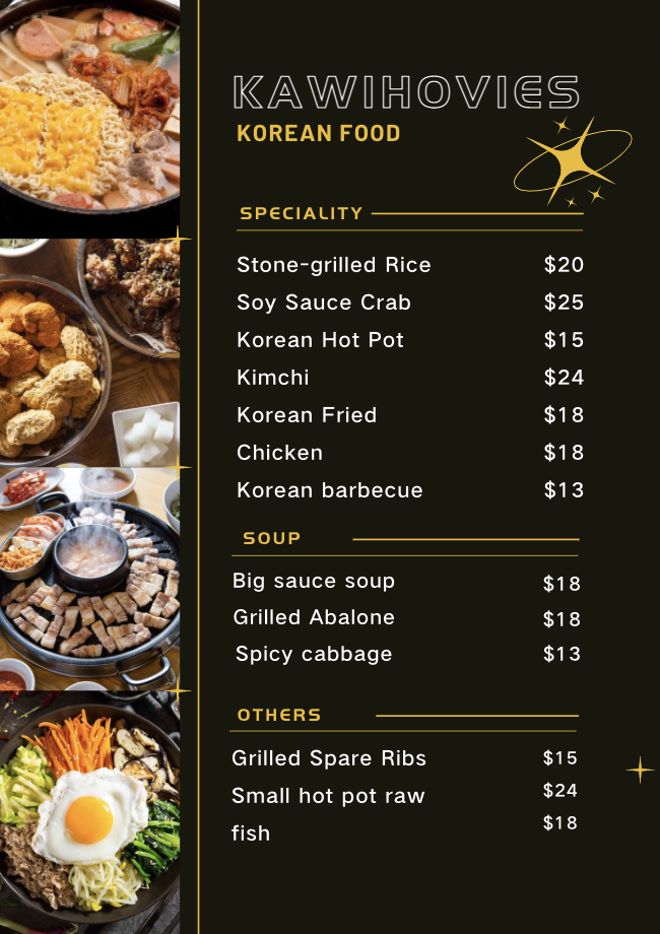 KAWIHOVIES
KOREAN FOOD
SPECIALITY
Stone-grilled Rice $20
Soy Sauce Crab $25
Korean Hot Pot $15
Kimchi $24
Korean Fried $18
Chicken $18
Korean barbecue $13
SOUP
Big sauce soup $18
Grilled Abalone $18
Spicy cabbage $13
OTHERS
Grilled Spare Ribs $15
Small hot pot raw $24
fish $18